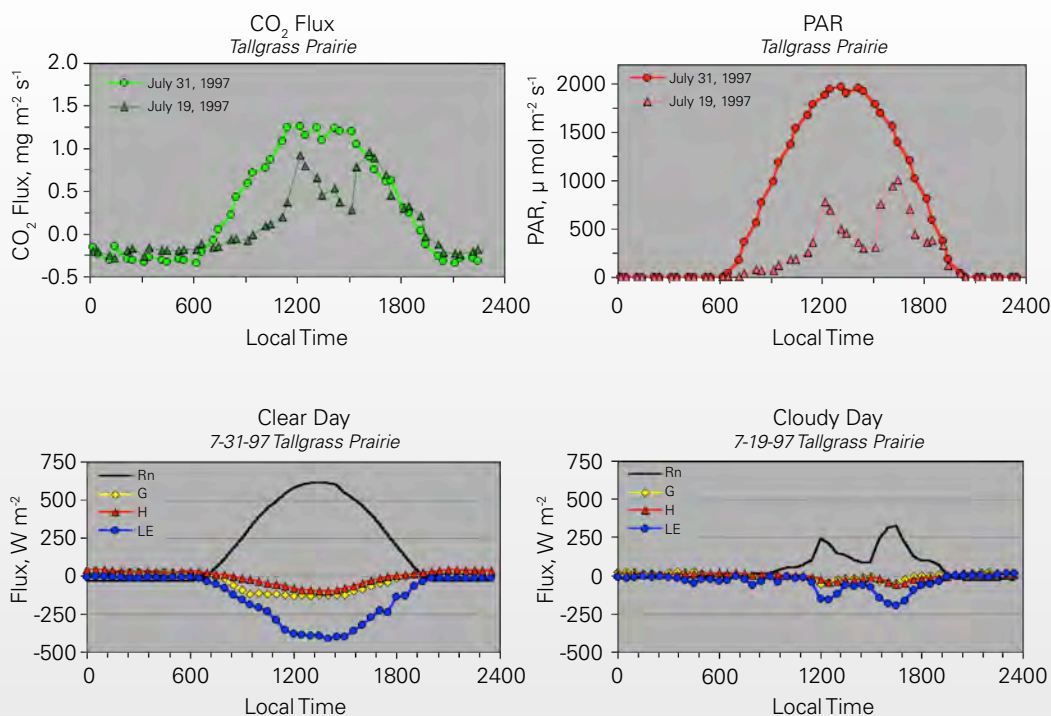 CO₂ Flux
Tallgrass Prairie
CO₂ Flux, mg m⁻² s⁻¹
2.0
1.5
1.0
0.5
0.0
-0.5
July 31, 1997
July 19, 1997
0 600 1200 1800 2400
Local Time
PAR
Tallgrass Prairie
PAR, µ mol m⁻² s⁻¹
2000
1500
1000
500
0
July 31, 1997
July 19, 1997
0 600 1200 1800 2400
Local Time
Clear Day
7-31-97 Tallgrass Prairie
Flux, W m⁻²
750
500
250
0
-250
-500
Rn
G
H
LE
0 600 1200 1800 2400
Local Time
Cloudy Day
7-19-97 Tallgrass Prairie
Flux, W m⁻²
750
500
250
0
-250
-500
Rn
G
H
LE
0 600 1200 1800 2400
Local Time